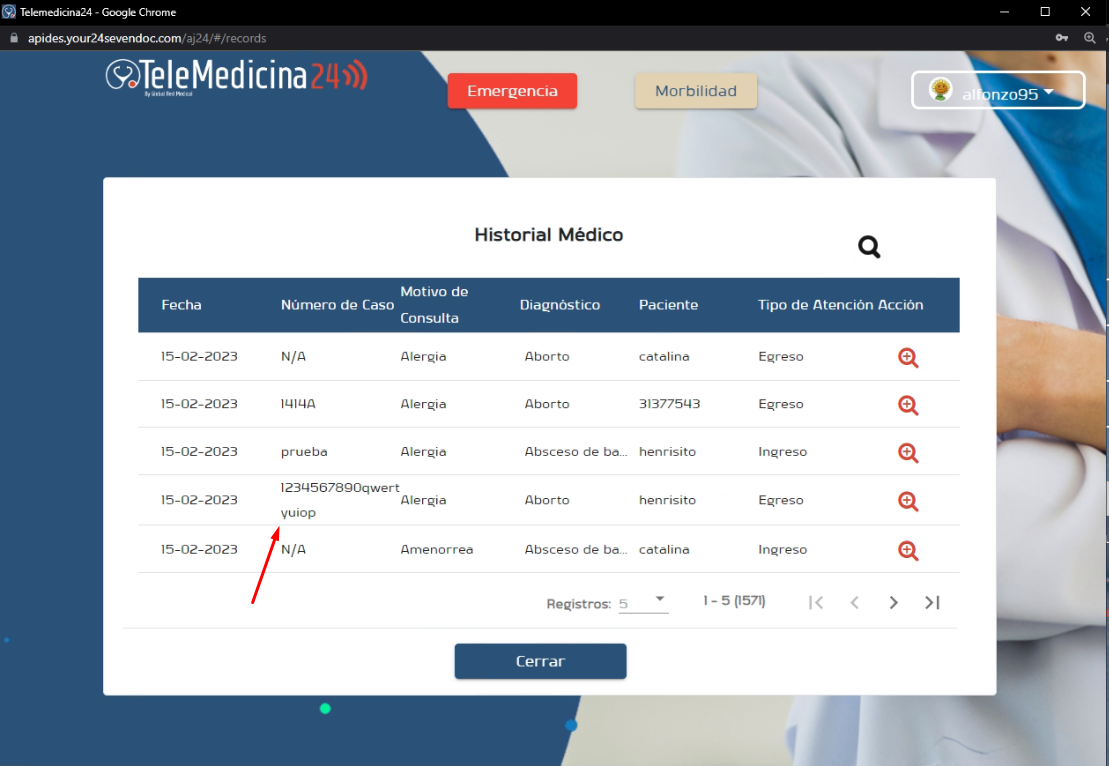 Telemedicina24 - Google Chrome
apides.your24sevendoc.com/aj24/#/records
TeleMedicina 24
By Global Red Medical
Emergencia
Morbilidad
alfonzo95
Historial Médico
Fecha Número de Caso Motivo de Consulta Diagnóstico Paciente Tipo de Atención Acción
15-02-2023 N/A Alergia Aborto catalina Egreso
15-02-2023 1414A Alergia Aborto 31377543 Egreso
15-02-2023 prueba Alergia Absceso de ba... henrisito Ingreso
15-02-2023 1234567890qwertyuiop Alergia Aborto henrisito Egreso
15-02-2023 N/A Amenorrea Absceso de ba... catalina Ingreso
Registros: 5 1 - 5 (1571)
Cerrar